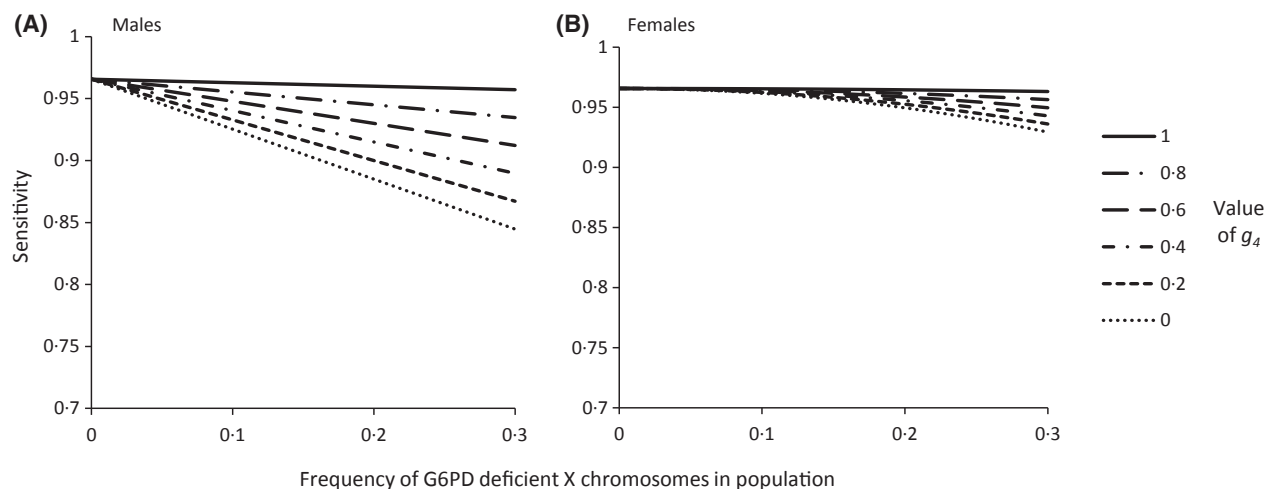 (A) Males
1
0·95
0·9
0·85
0·8
0·75
0·7
Sensitivity
0 0·1 0·2 0·3
(B) Females
1
0·95
0·9
0·85
0·8
0·75
0·7
0 0·1 0·2 0·3
Frequency of G6PD deficient X chromosomes in population
1
0·8
0·6
0·4
0·2
0
Value
of g4